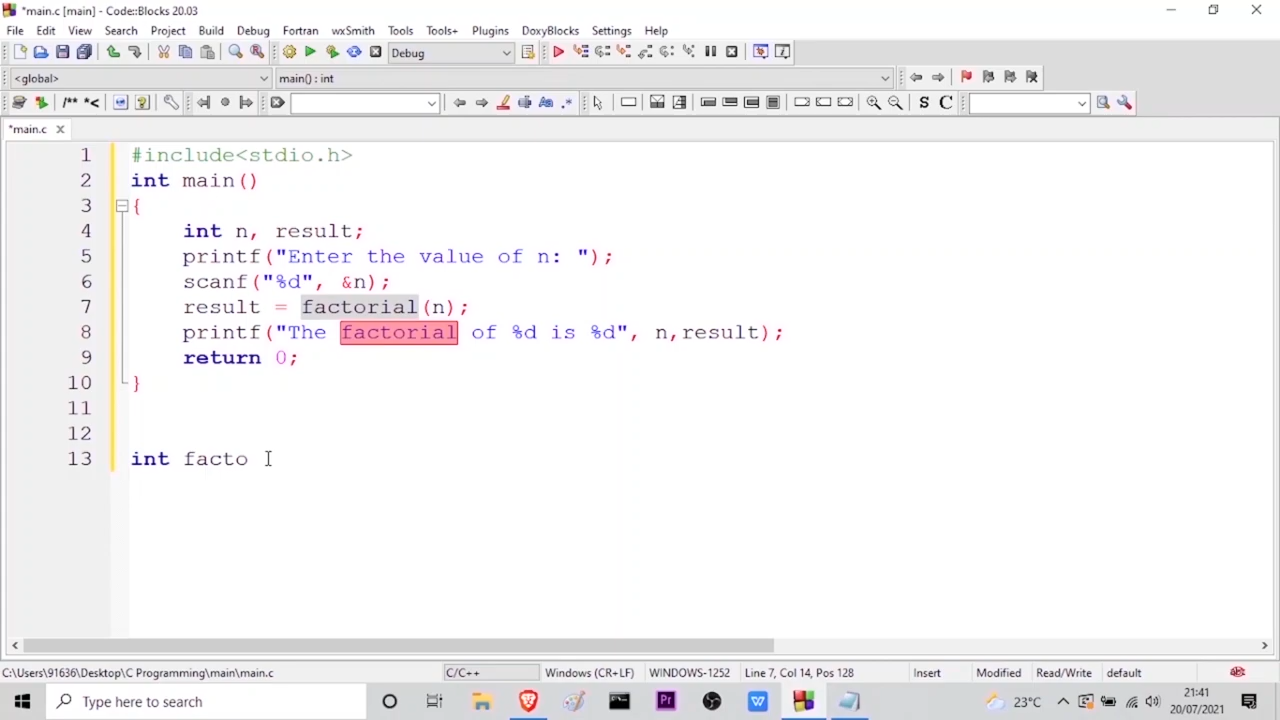 *main.c [main] - Code::Blocks 20.03
File Edit View Search Project Build Debug Fortran wxSmith Tools Tools+ Plugins DoxyBlocks Settings Help
Debug
<global> main() : int
/** *< S C
*main.c
1 #include<stdio.h>
2 int main()
3 {
4 int n, result;
5 printf("Enter the value of n: ");
6 scanf("%d", &n);
7 result = factorial(n);
8 printf("The factorial of %d is %d", n,result);
9 return 0;
10 }
11
12
13 int facto
C:\Users\91636\Desktop\C Programming\main\main.c C/C++ Windows (CR+LF) WINDOWS-1252 Line 7, Col 14, Pos 128 Insert Modified Read/Write default
Type here to search Pr 23°C 21:41
20/07/2021